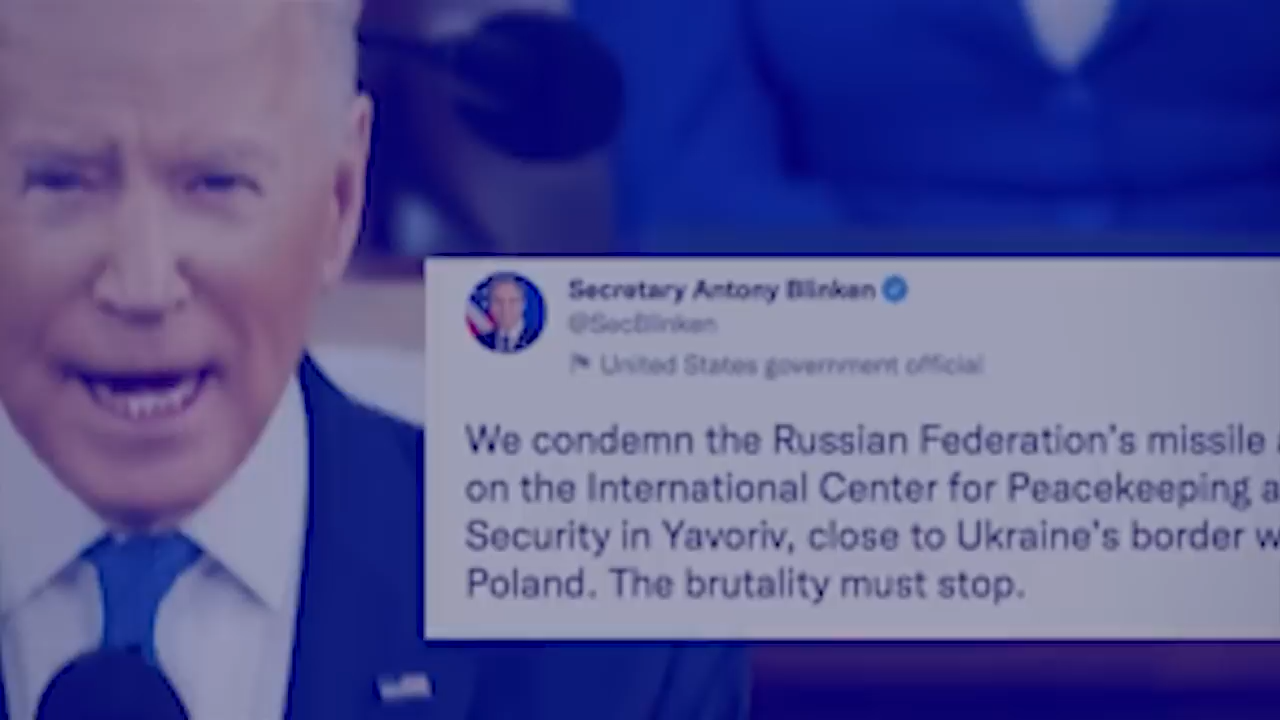 Secretary Antony Blinken
@SecBlinken
United States government official
We condemn the Russian Federation's missile
on the International Center for Peacekeeping a
Security in Yavoriv, close to Ukraine's border w
Poland. The brutality must stop.